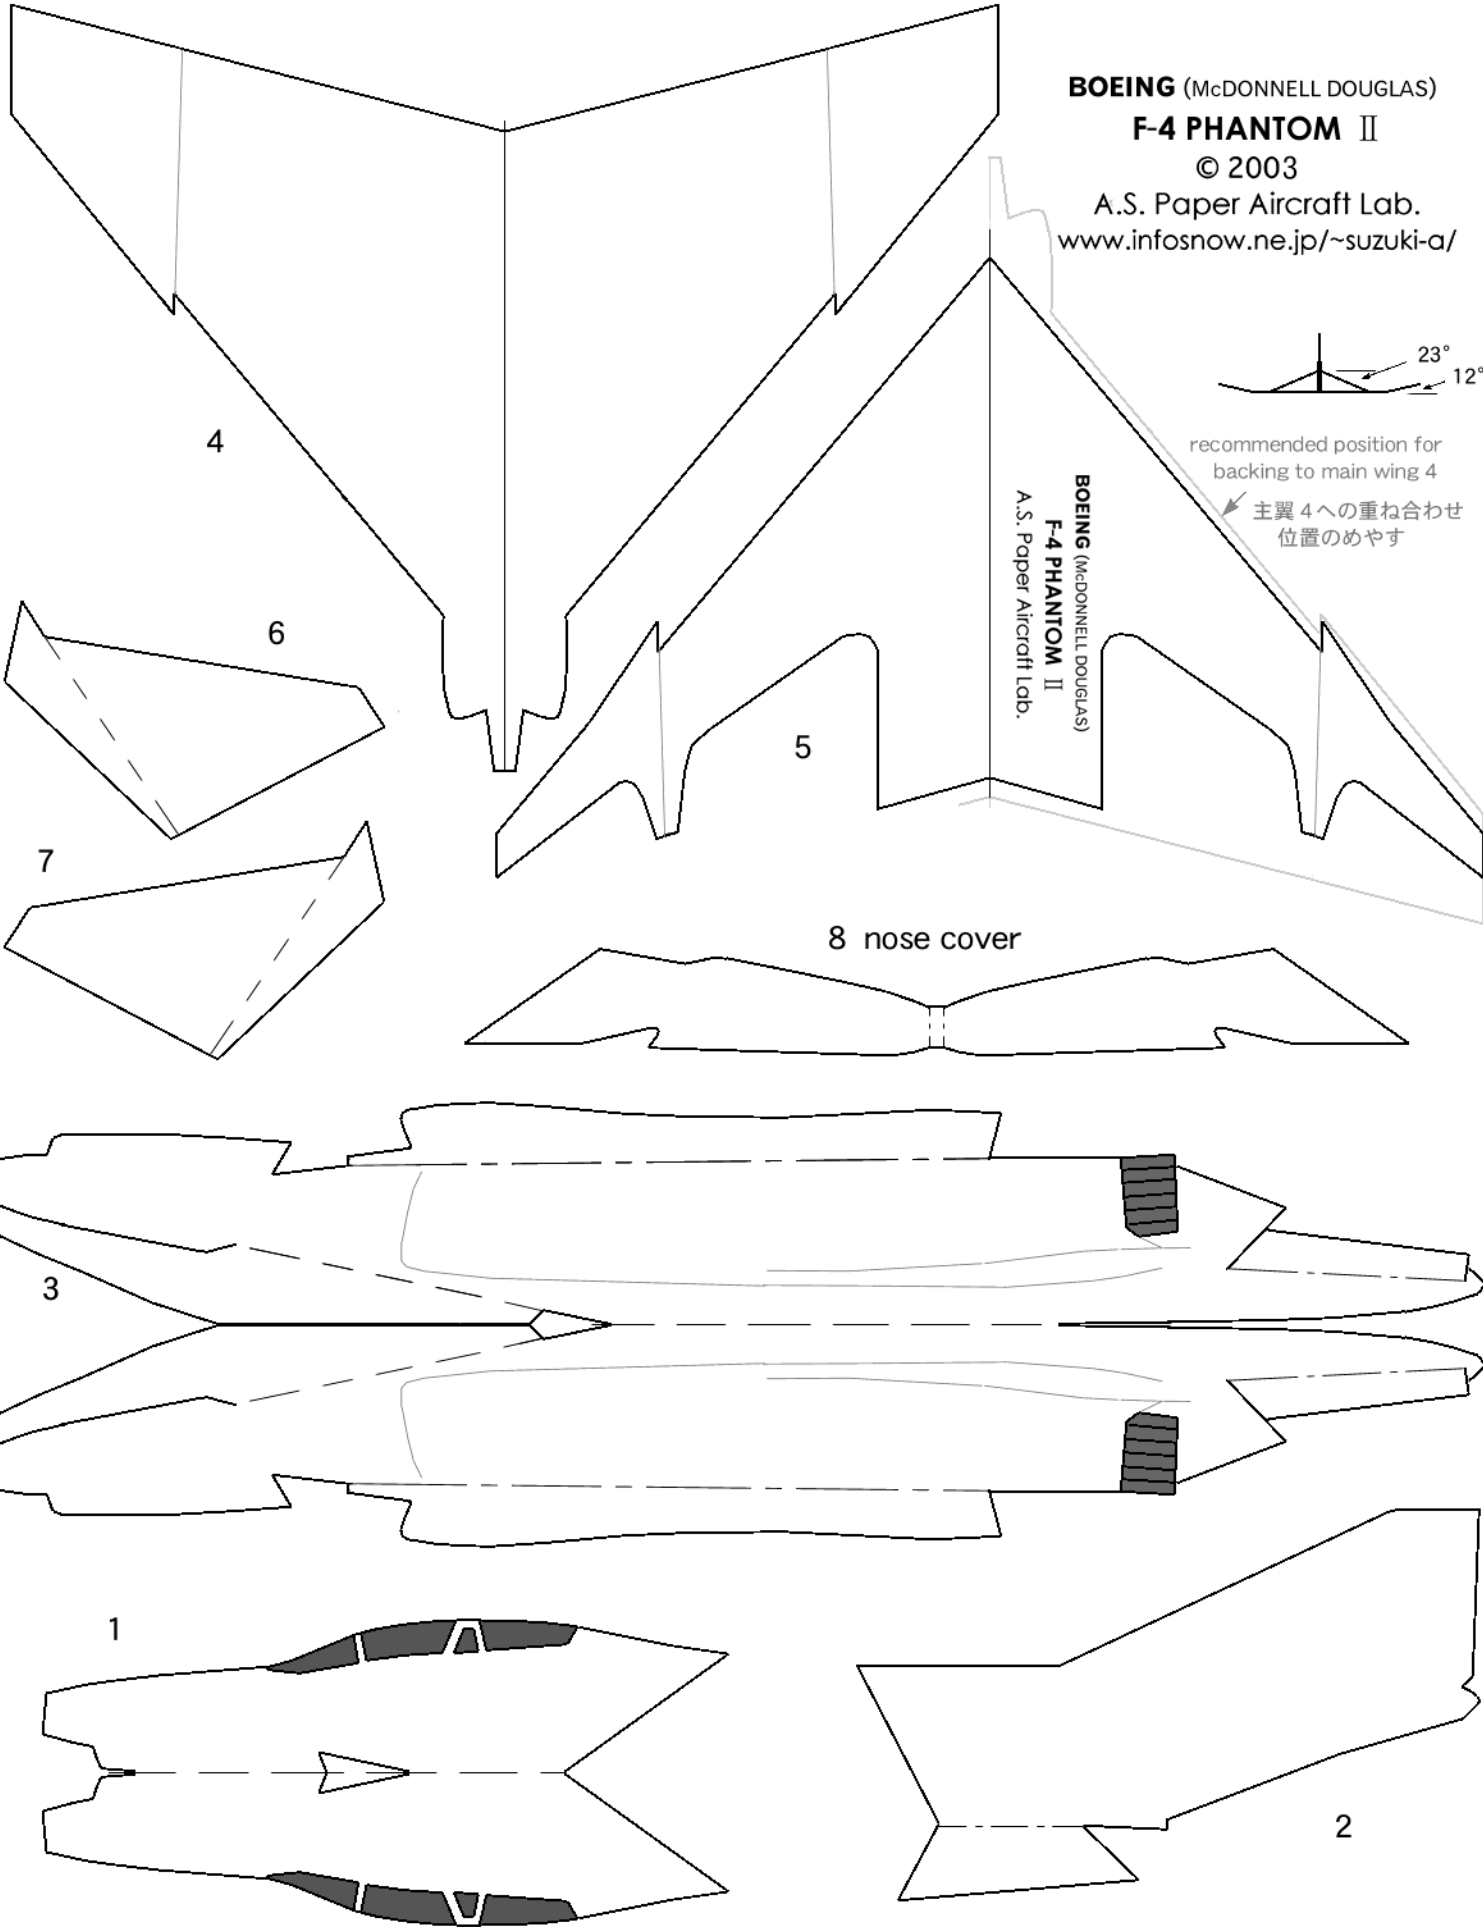 BOEING (McDONNELL DOUGLAS)
F-4 PHANTOM Ⅱ
© 2003
A.S. Paper Aircraft Lab.
www.infosnow.ne.jp/~suzuki-a/
23°
12°
4
recommended position for
backing to main wing 4
主翼4への重ね合わせ
位置のめやす
BOEING (McDONNELL DOUGLAS)
F-4 PHANTOM Ⅱ
A.S. Paper Aircraft Lab.
6
5
7
8 nose cover
3
1
2